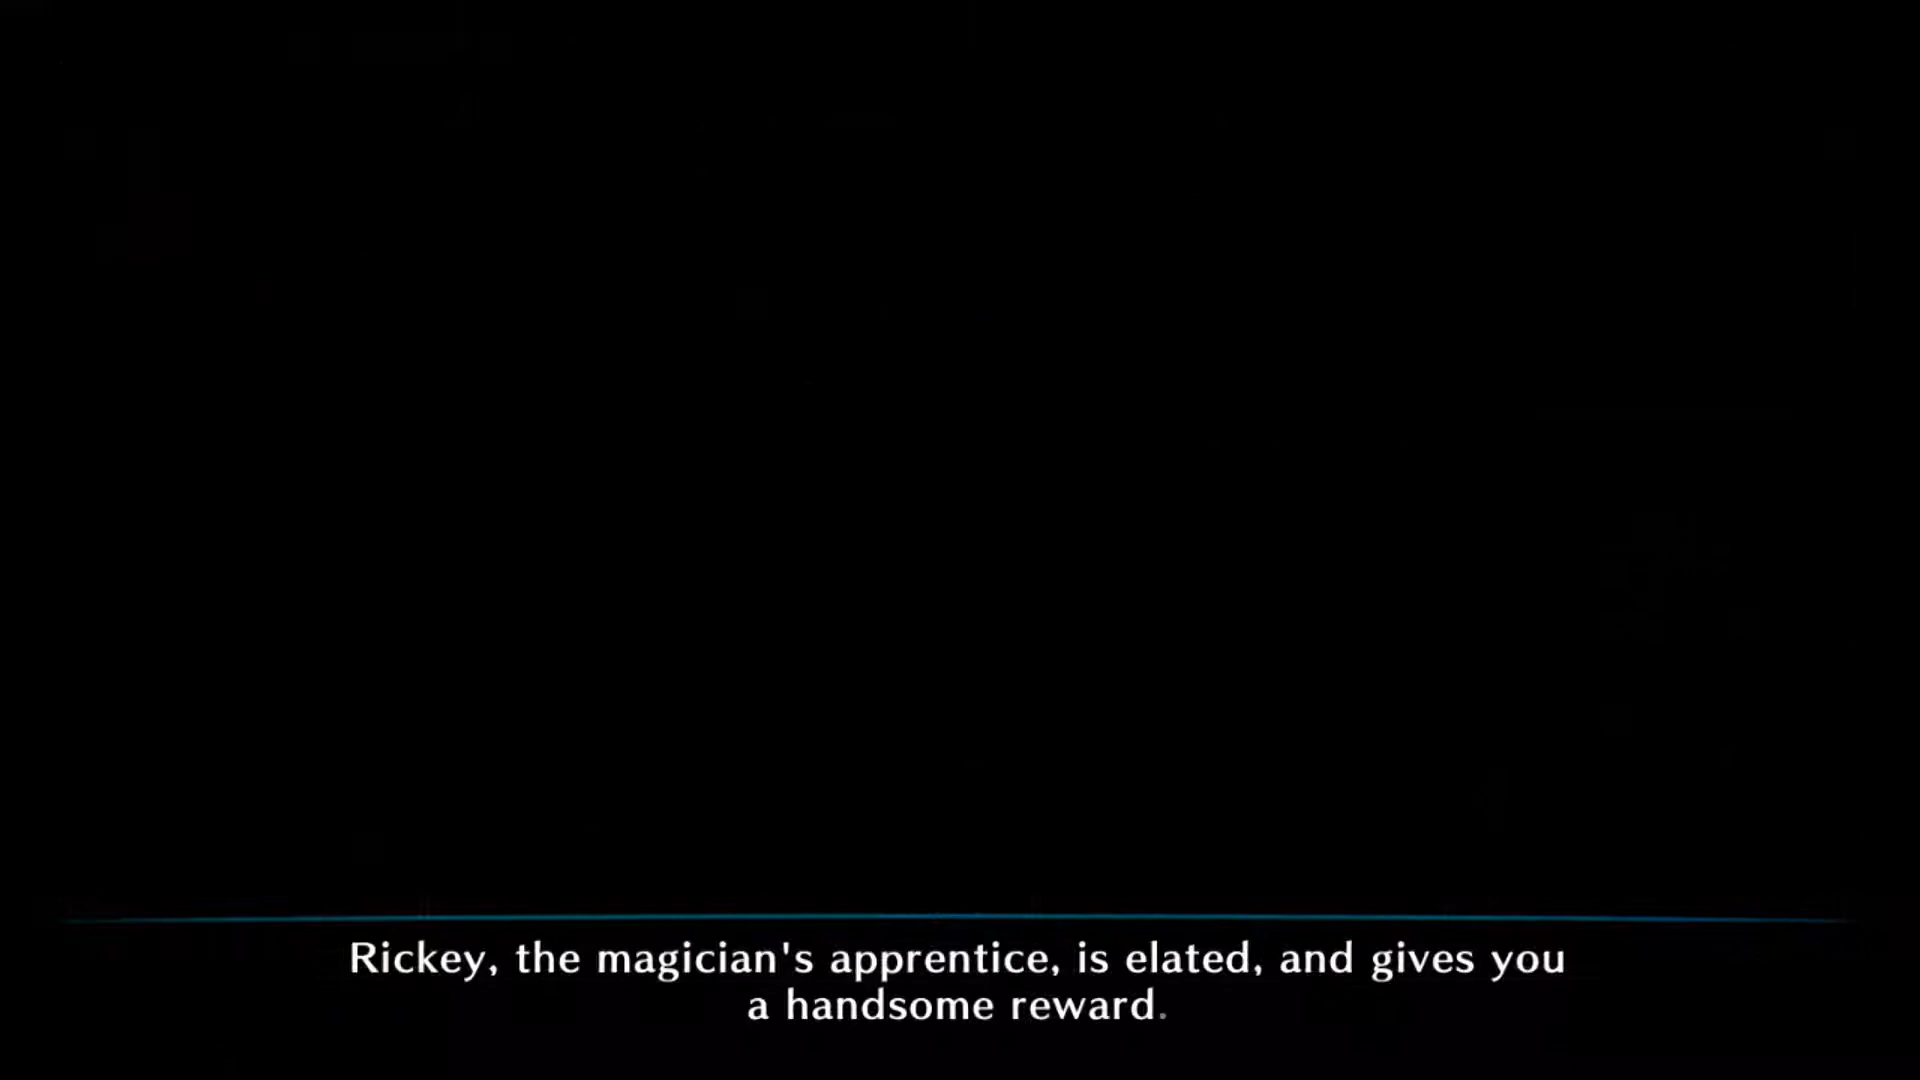 Rickey, the magician's apprentice, is elated, and gives you
a handsome reward.